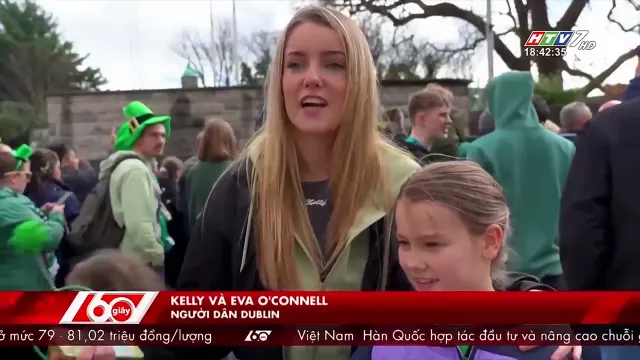 HTV7 HD
18:42:35
Kelly
60 giây
KELLY VÀ EVA O'CONNELL
NGƯỜI DÂN DUBLIN
mức 79 - 81,02 triệu đồng/lượng 60 Việt Nam Hàn Quốc hợp tác đầu tư và nâng cao chuỗi